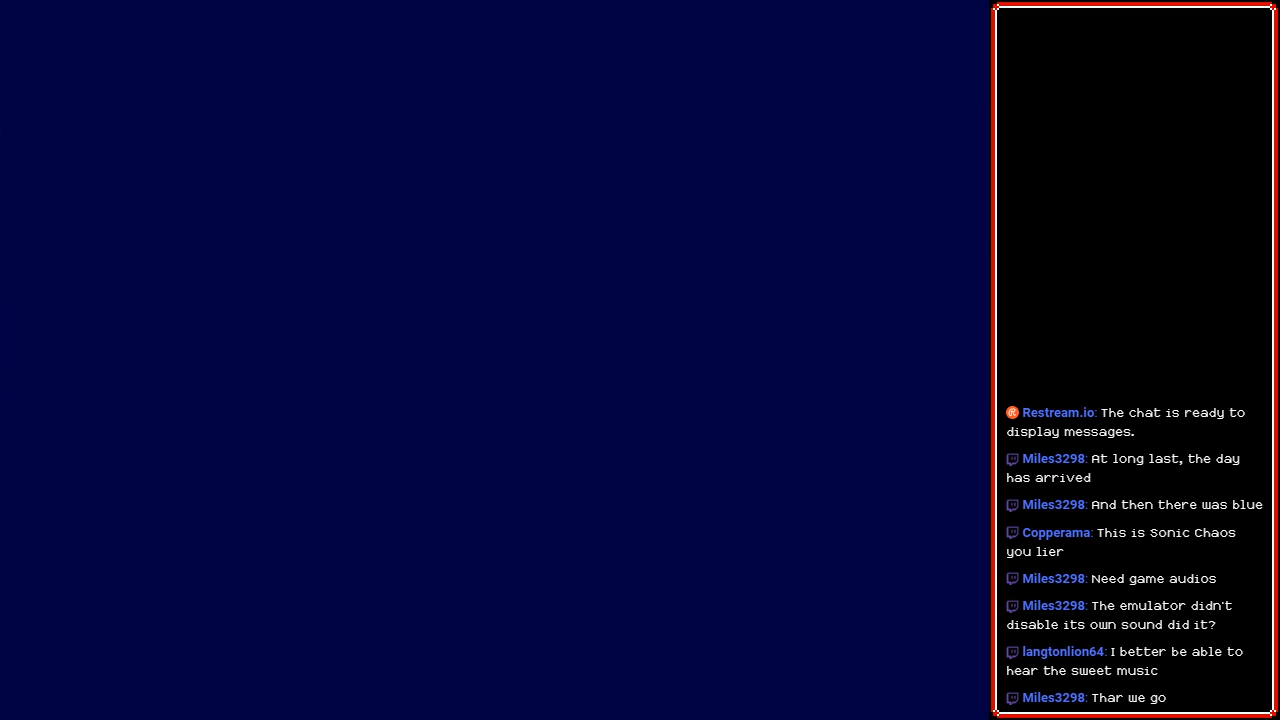 Restream.io: The chat is ready to
display messages.
Miles3298: At long last, the day
has arrived
Miles3298: And then there was blue
Copperama: This is Sonic Chaos
you lier
Miles3298: Need game audios
Miles3298: The emulator didn't
disable its own sound did it?
langtonlion64: I better be able to
hear the sweet music
Miles3298: Thar we go